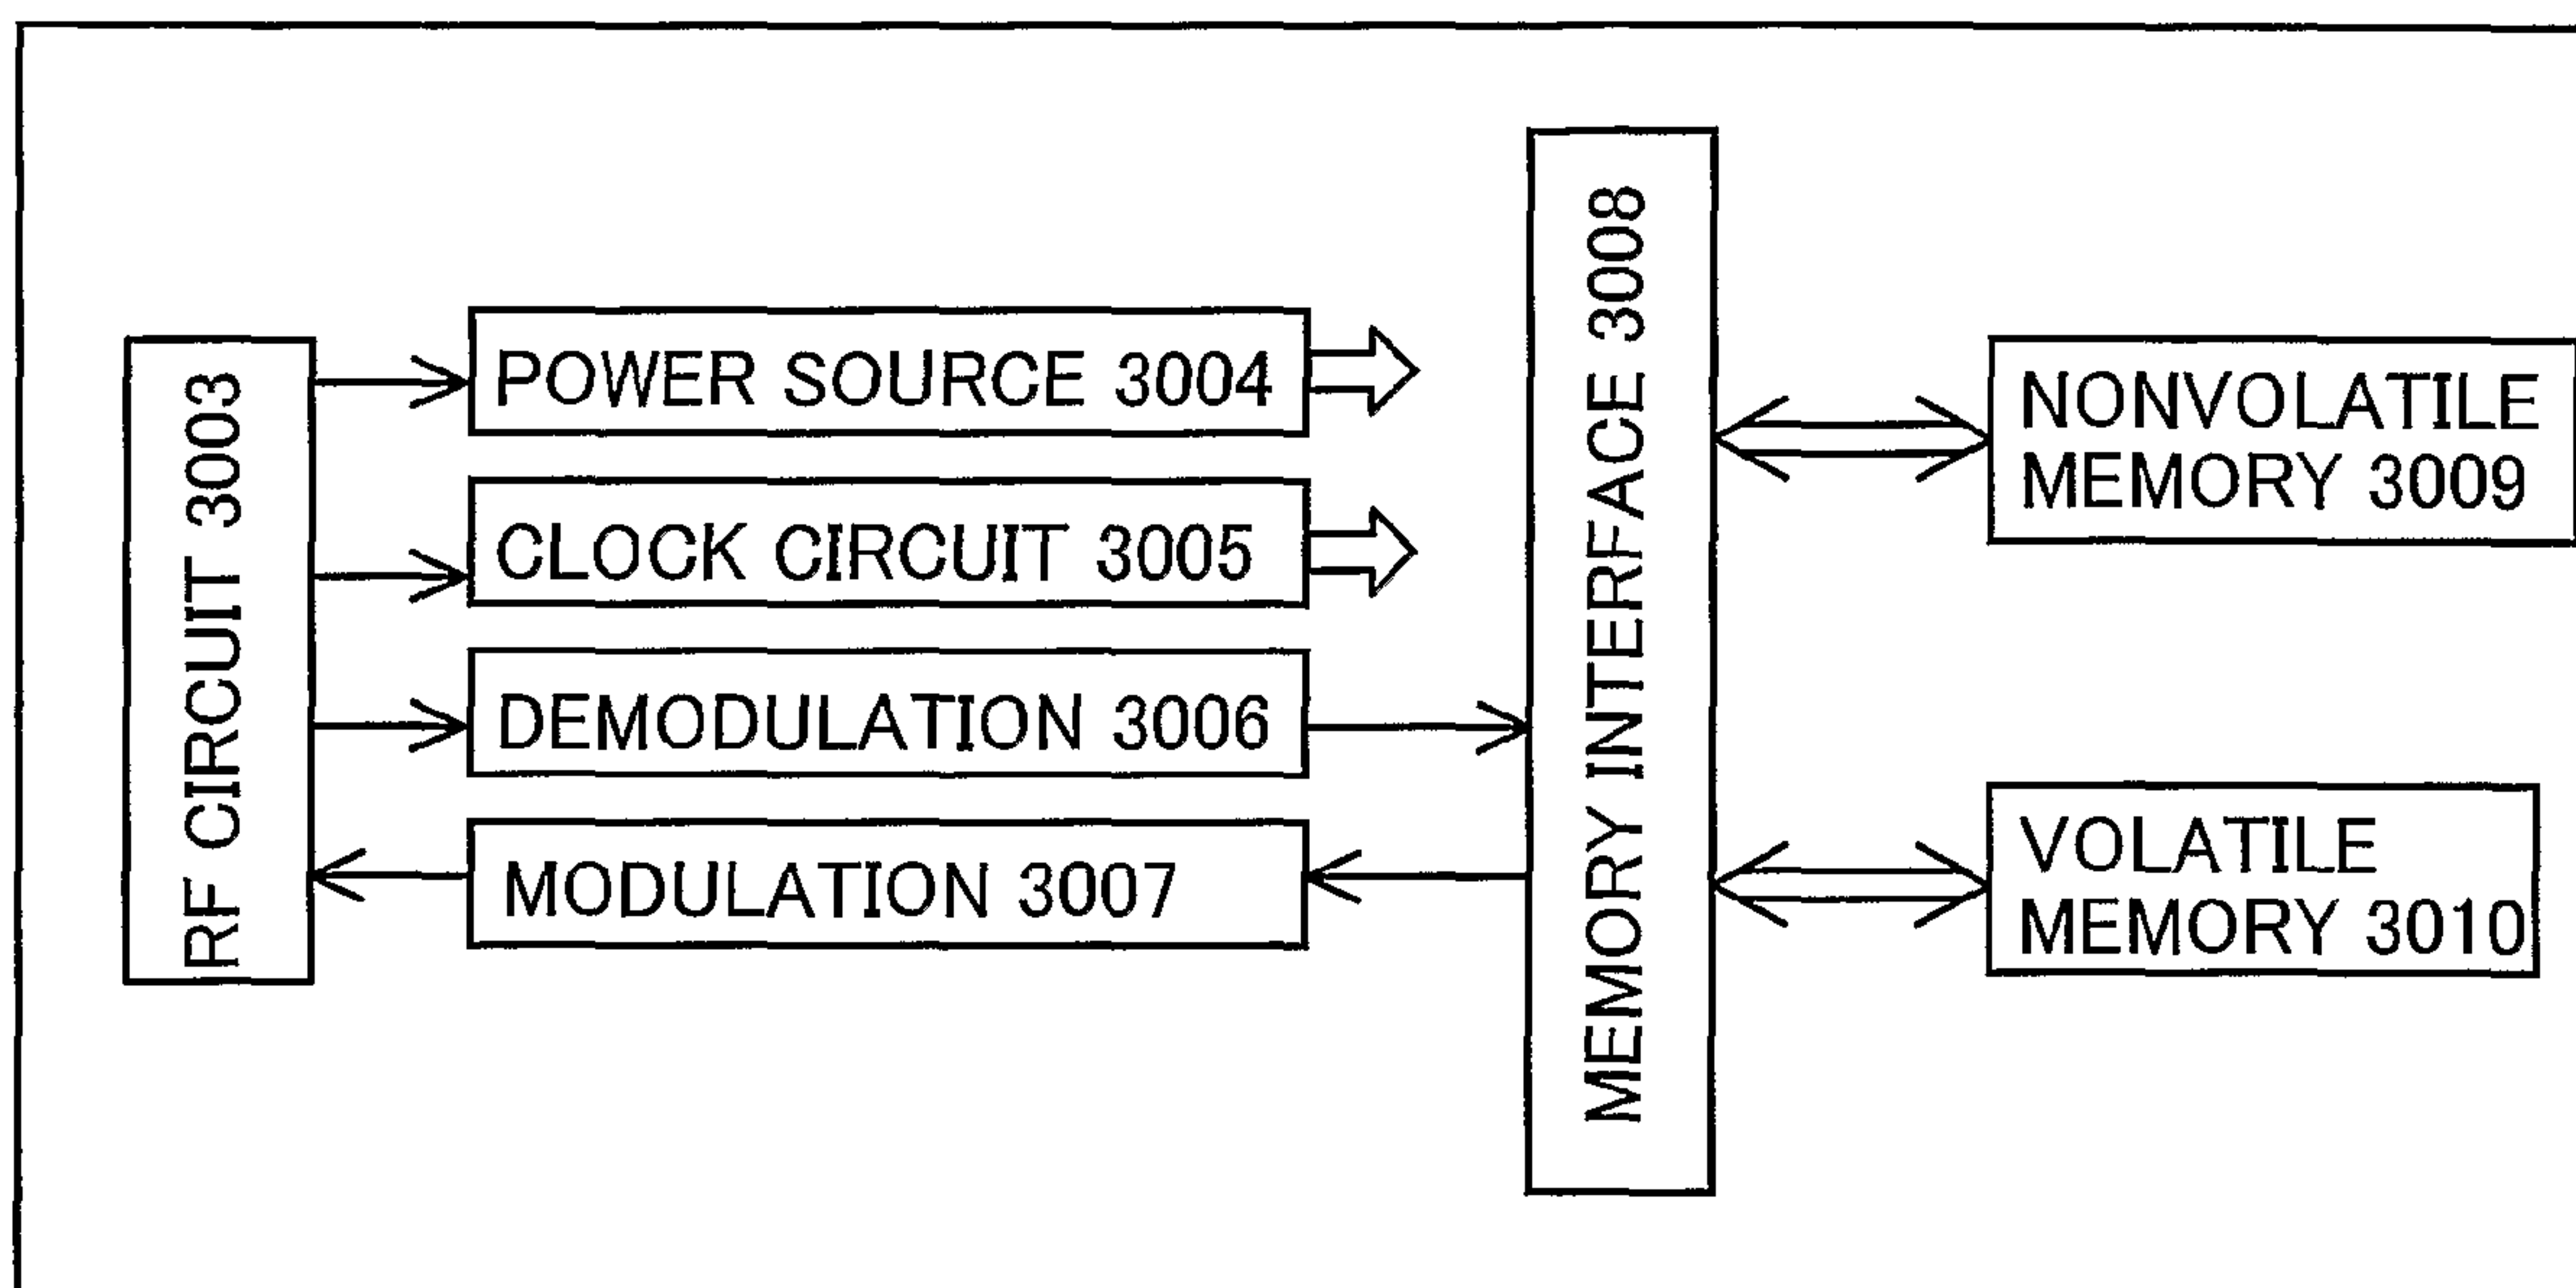 RF CIRCUIT 3003
POWER SOURCE 3004
CLOCK CIRCUIT 3005
DEMODULATION 3006
MODULATION 3007
MEMORY INTERFACE 3008
NONVOLATILE
MEMORY 3009
VOLATILE
MEMORY 3010